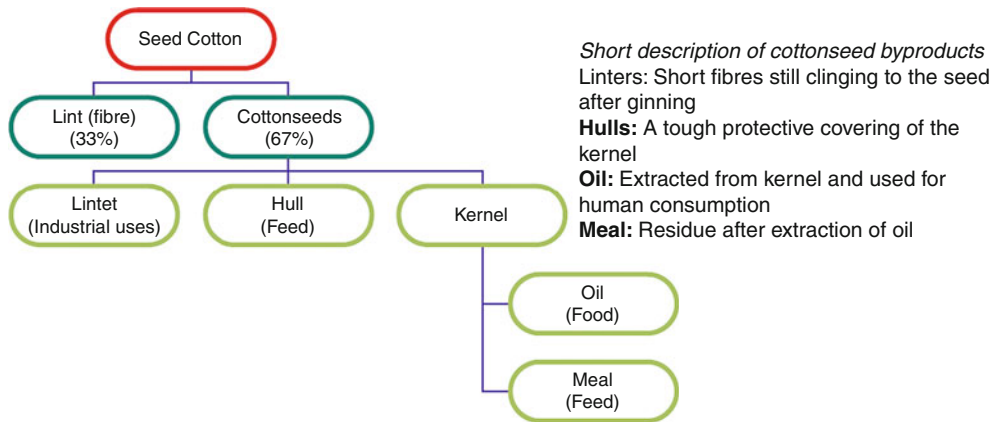 Seed Cotton
Lint (fibre)
(33%)
Cottonseeds
(67%)
Lintet
(Industrial uses)
Hull
(Feed)
Kernel
Oil
(Food)
Meal
(Feed)
Short description of cottonseed byproducts
Linters: Short fibres still clinging to the seed
after ginning
Hulls: A tough protective covering of the
kernel
Oil: Extracted from kernel and used for
human consumption
Meal: Residue after extraction of oil